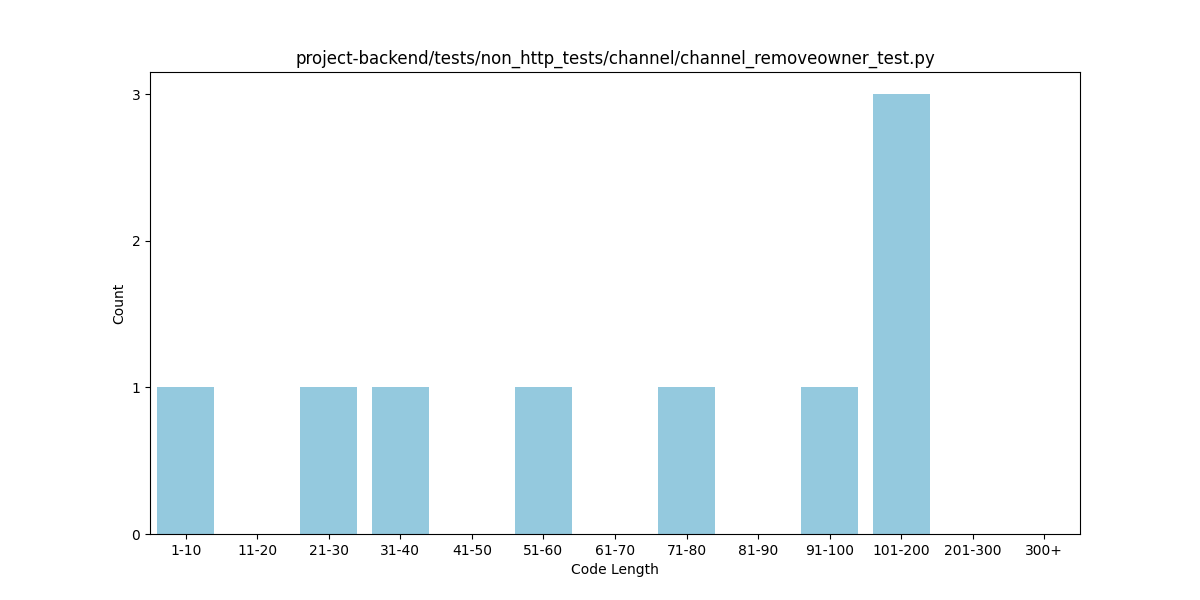 project-backend/tests/non_http_tests/channel/channel_removeowner_test.py
3
2
1
0
Count
1-10 11-20 21-30 31-40 41-50 51-60 61-70 71-80 81-90 91-100 101-200 201-300 300+
Code Length